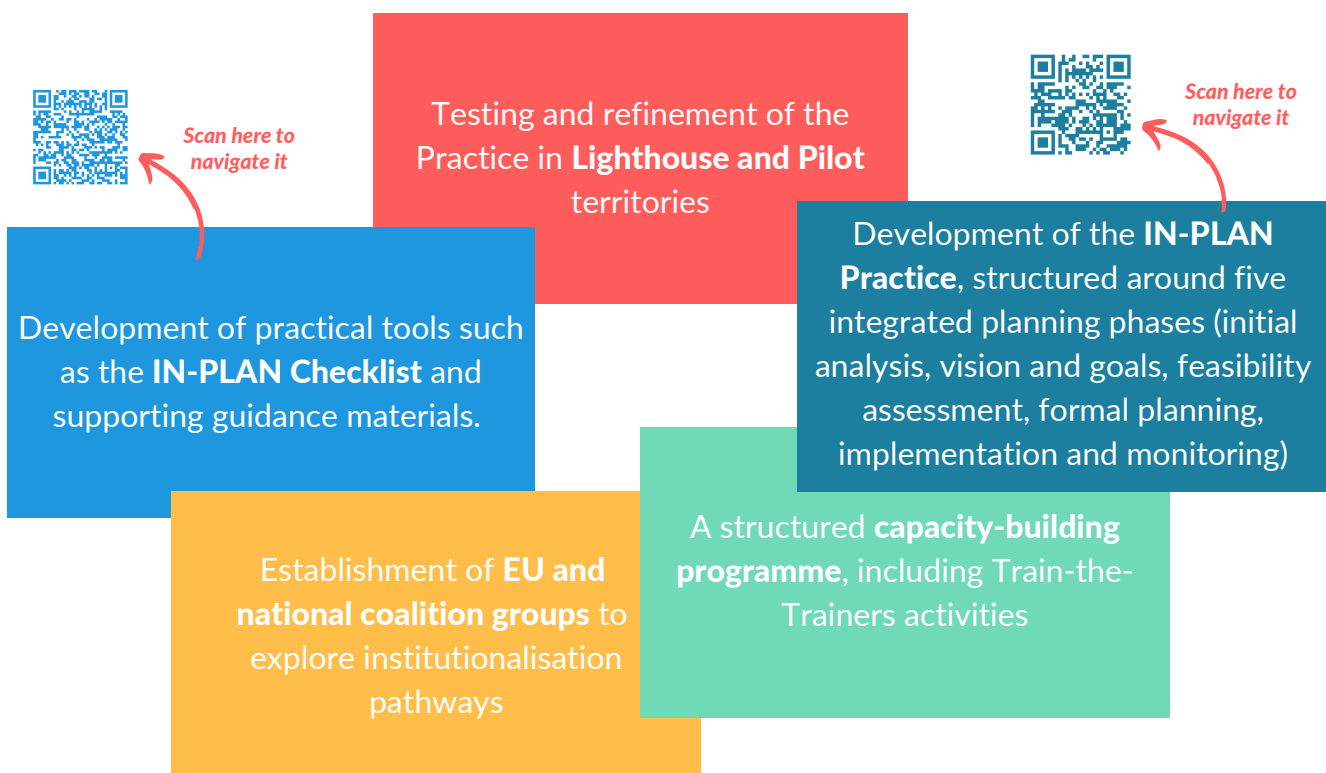 Scan here to
navigate it
Testing and refinement of the
Practice in Lighthouse and Pilot
territories
Scan here to
navigate it
Development of practical tools such
as the IN-PLAN Checklist and
supporting guidance materials.
Development of the IN-PLAN
Practice, structured around five
integrated planning phases (initial
analysis, vision and goals, feasibility
assessment, formal planning,
implementation and monitoring)
Establishment of EU and
national coalition groups to
explore institutionalisation
pathways
A structured capacity-building
programme, including Train-the-
Trainers activities